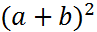 (a + b)²